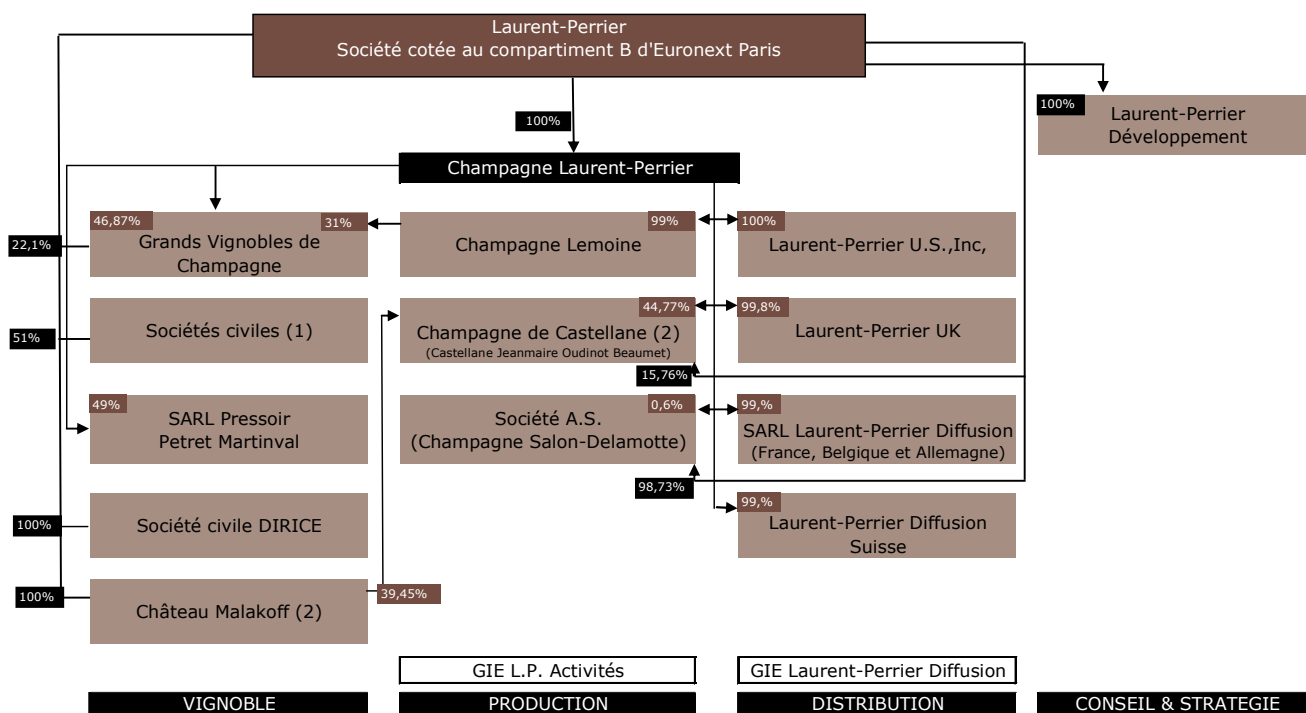 Laurent-Perrier
Société cotée au compartiment B d'Euronext Paris
100%
Laurent-Perrier
Développement
100%
Champagne Laurent-Perrier
46,87%
31%
Grands Vignobles de
Champagne
22,1%
99%
Champagne Lemoine
100%
Laurent-Perrier U.S.,Inc,
Sociétés civiles (1)
51%
44,77%
Champagne de Castellane (2)
(Castellane Jeanmaire Oudinot Beaumet)
15,76%
99,8%
Laurent-Perrier UK
49%
SARL Pressoir
Petret Martinval
0,6%
Société A.S.
(Champagne Salon-Delamotte)
98,73%
99,%
SARL Laurent-Perrier Diffusion
(France, Belgique et Allemagne)
100%
Société civile DIRICE
99,%
Laurent-Perrier Diffusion
Suisse
100%
Château Malakoff (2)
39,45%
GIE L.P. Activités
GIE Laurent-Perrier Diffusion
VIGNOBLE
PRODUCTION
DISTRIBUTION
CONSEIL & STRATEGIE